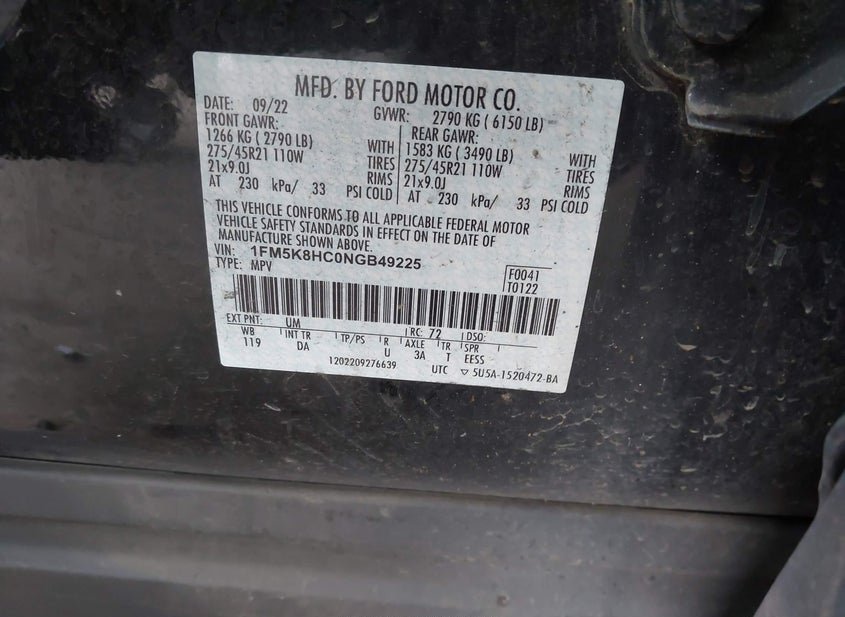 MFD. BY FORD MOTOR CO.
DATE: 09/22 GVWR: 2790 KG ( 6150 LB)
FRONT GAWR: REAR GAWR:
1266 KG ( 2790 LB) WITH 1583 KG ( 3490 LB) WITH
275/45R21 110W TIRES 275/45R21 110W TIRES
21x9.0J RIMS 21x9.0J RIMS
AT 230 kPa/ 33 PSI COLD AT 230 kPa/ 33 PSI COLD
THIS VEHICLE CONFORMS TO ALL APPLICABLE FEDERAL MOTOR
VEHICLE SAFETY STANDARDS IN EFFECT ON THE DATE OF
MANUFACTURE SHOWN ABOVE.
VIN: 1FM5K8HC0NGB49225
TYPE: MPV F0041
T0122
EXT PNT: UM RC: 72 DSO:
WB INT TR TP/PS R AXLE TR SPR
119 DA U 3A T EESS
1202209276639 UTC ▽ 5U5A-1520472-BA